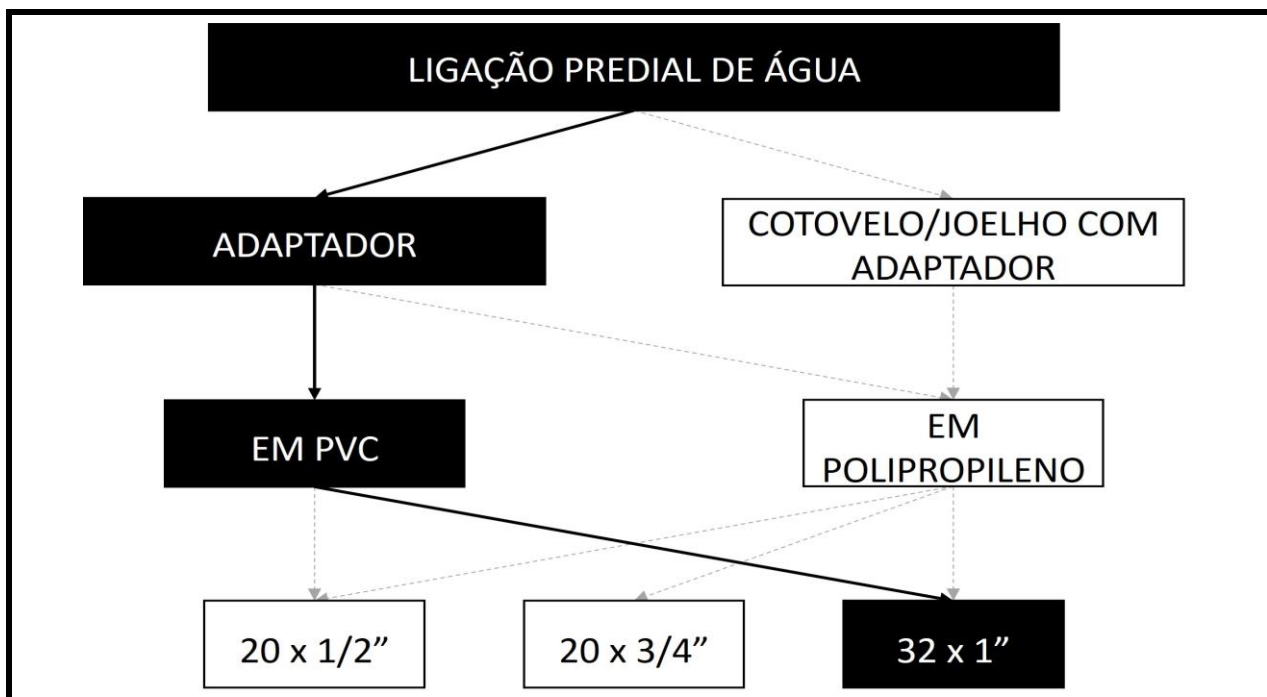 LIGAÇÃO PREDIAL DE ÁGUA
ADAPTADOR
COTOVELO/JOELHO COM
ADAPTADOR
EM PVC
EM
POLIPROPILENO
20 x 1/2”
20 x 3/4”
32 x 1”